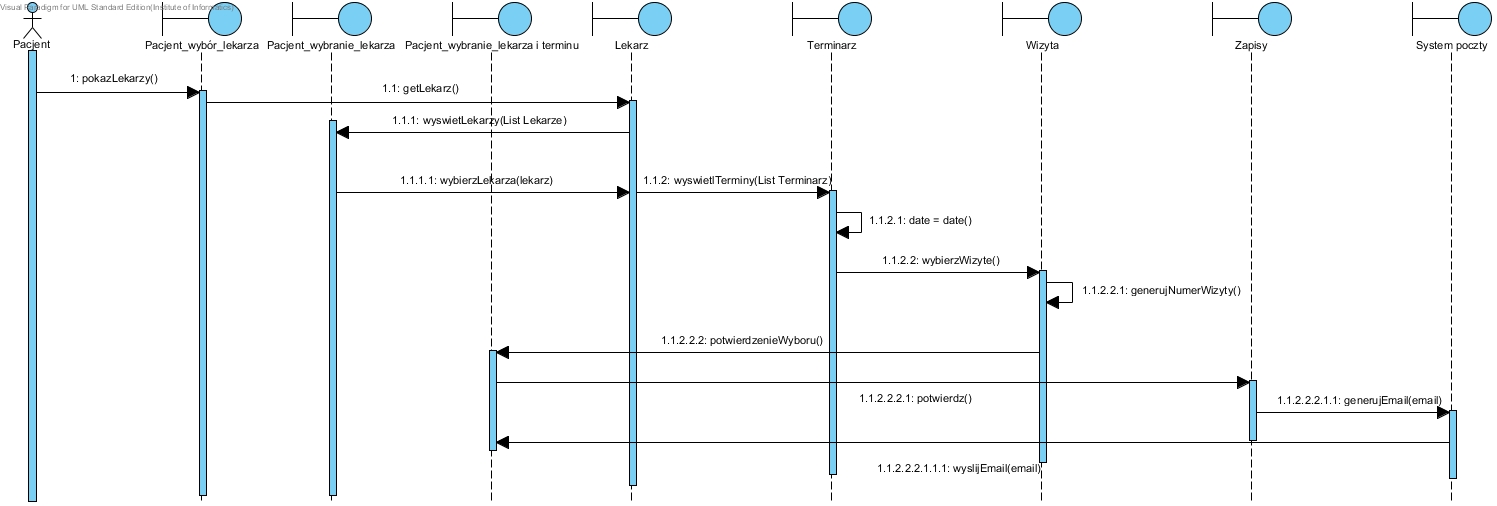 Visual Paradigm for UML Standard Edition(Institute of Informatics)
Pacjent
Pacjent_wybór_lekarza
Pacjent_wybranie_lekarza
Pacjent_wybranie_lekarza i terminu
Lekarz
Terminarz
Wizyta
Zapisy
System poczty
1: pokazLekarzy()
1.1: getLekarz()
1.1.1: wyswietLekarzy(List Lekarze)
1.1.1.1: wybierzLekarza(lekarz)
1.1.2: wyswietlTerminy(List Terminarz)
1.1.2.1: date = date()
1.1.2.2: wybierzWizyte()
1.1.2.2.1: generujNumerWizyty()
1.1.2.2.2: potwierdzenieWyboru()
1.1.2.2.2.1: potwierdz()
1.1.2.2.2.1.1: generujEmail(email)
1.1.2.2.2.1.1.1: wyslijEmail(email)